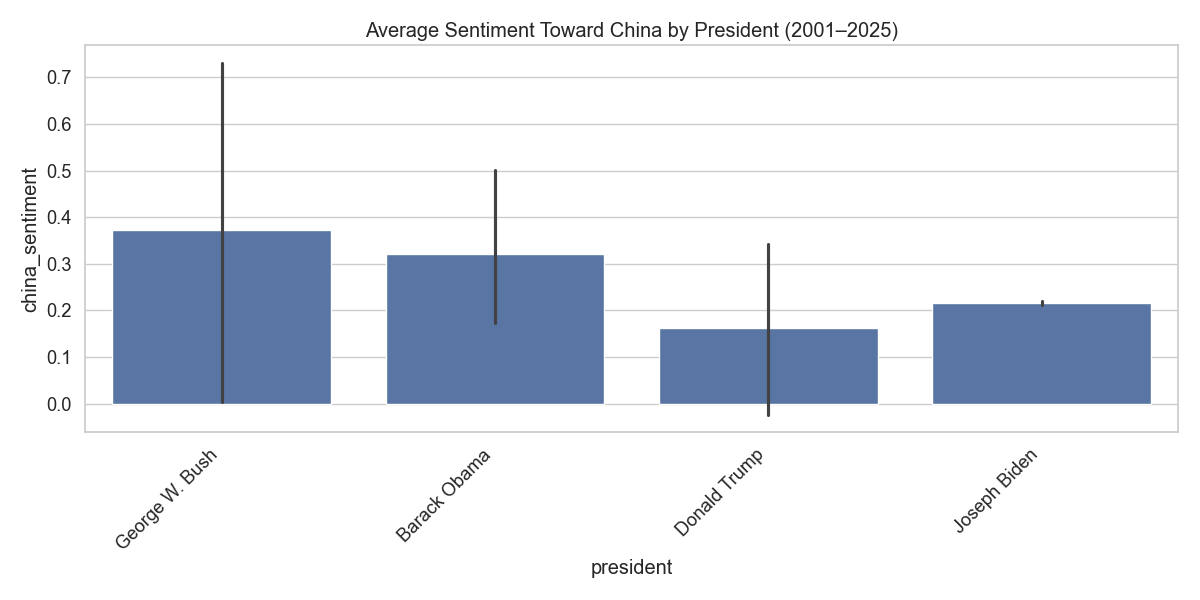 Average Sentiment Toward China by President (2001–2025)
china_sentiment
0.7
0.6
0.5
0.4
0.3
0.2
0.1
0.0
George W. Bush
Barack Obama
Donald Trump
Joseph Biden
president